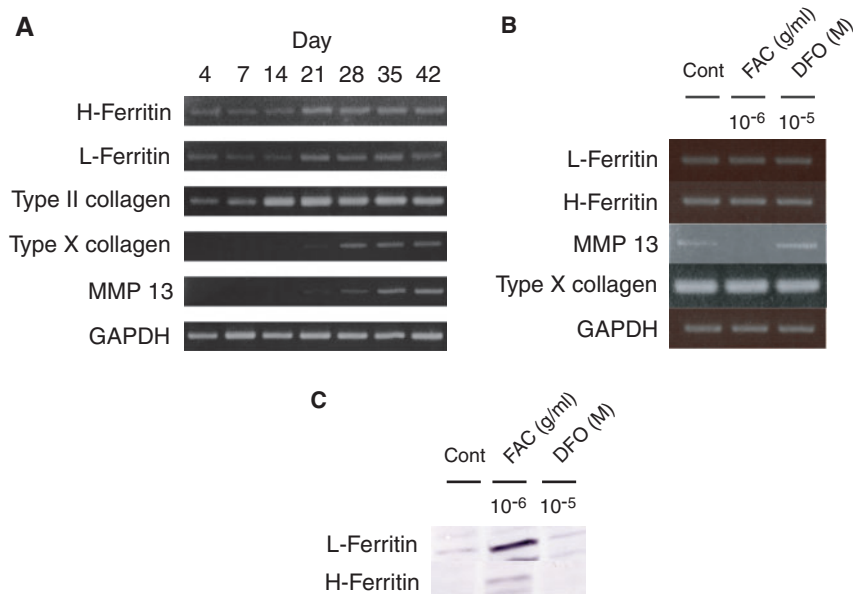 A
Day
4 7 14 21 28 35 42
H-Ferritin
L-Ferritin
Type II collagen
Type X collagen
MMP 13
GAPDH
B
Cont FAC (g/ml) DFO (M)
10⁻⁶ 10⁻⁵
L-Ferritin
H-Ferritin
MMP 13
Type X collagen
GAPDH
C
Cont FAC (g/ml) DFO (M)
10⁻⁶ 10⁻⁵
L-Ferritin
H-Ferritin